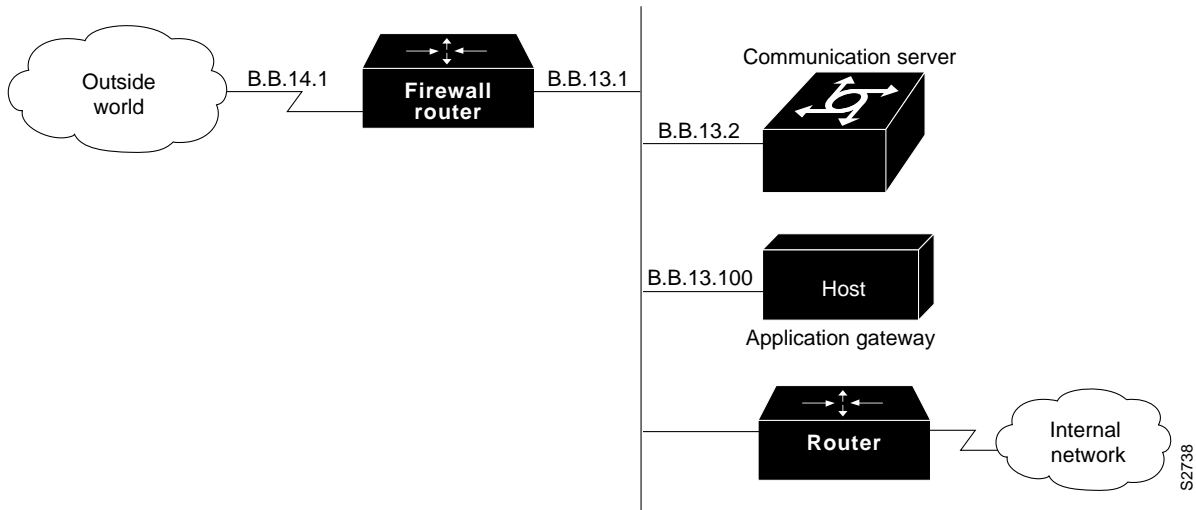 Outside
world
B.B.14.1
Firewall
router
B.B.13.1
Communication server
B.B.13.2
B.B.13.100
Host
Application gateway
Router
Internal
network
S2738